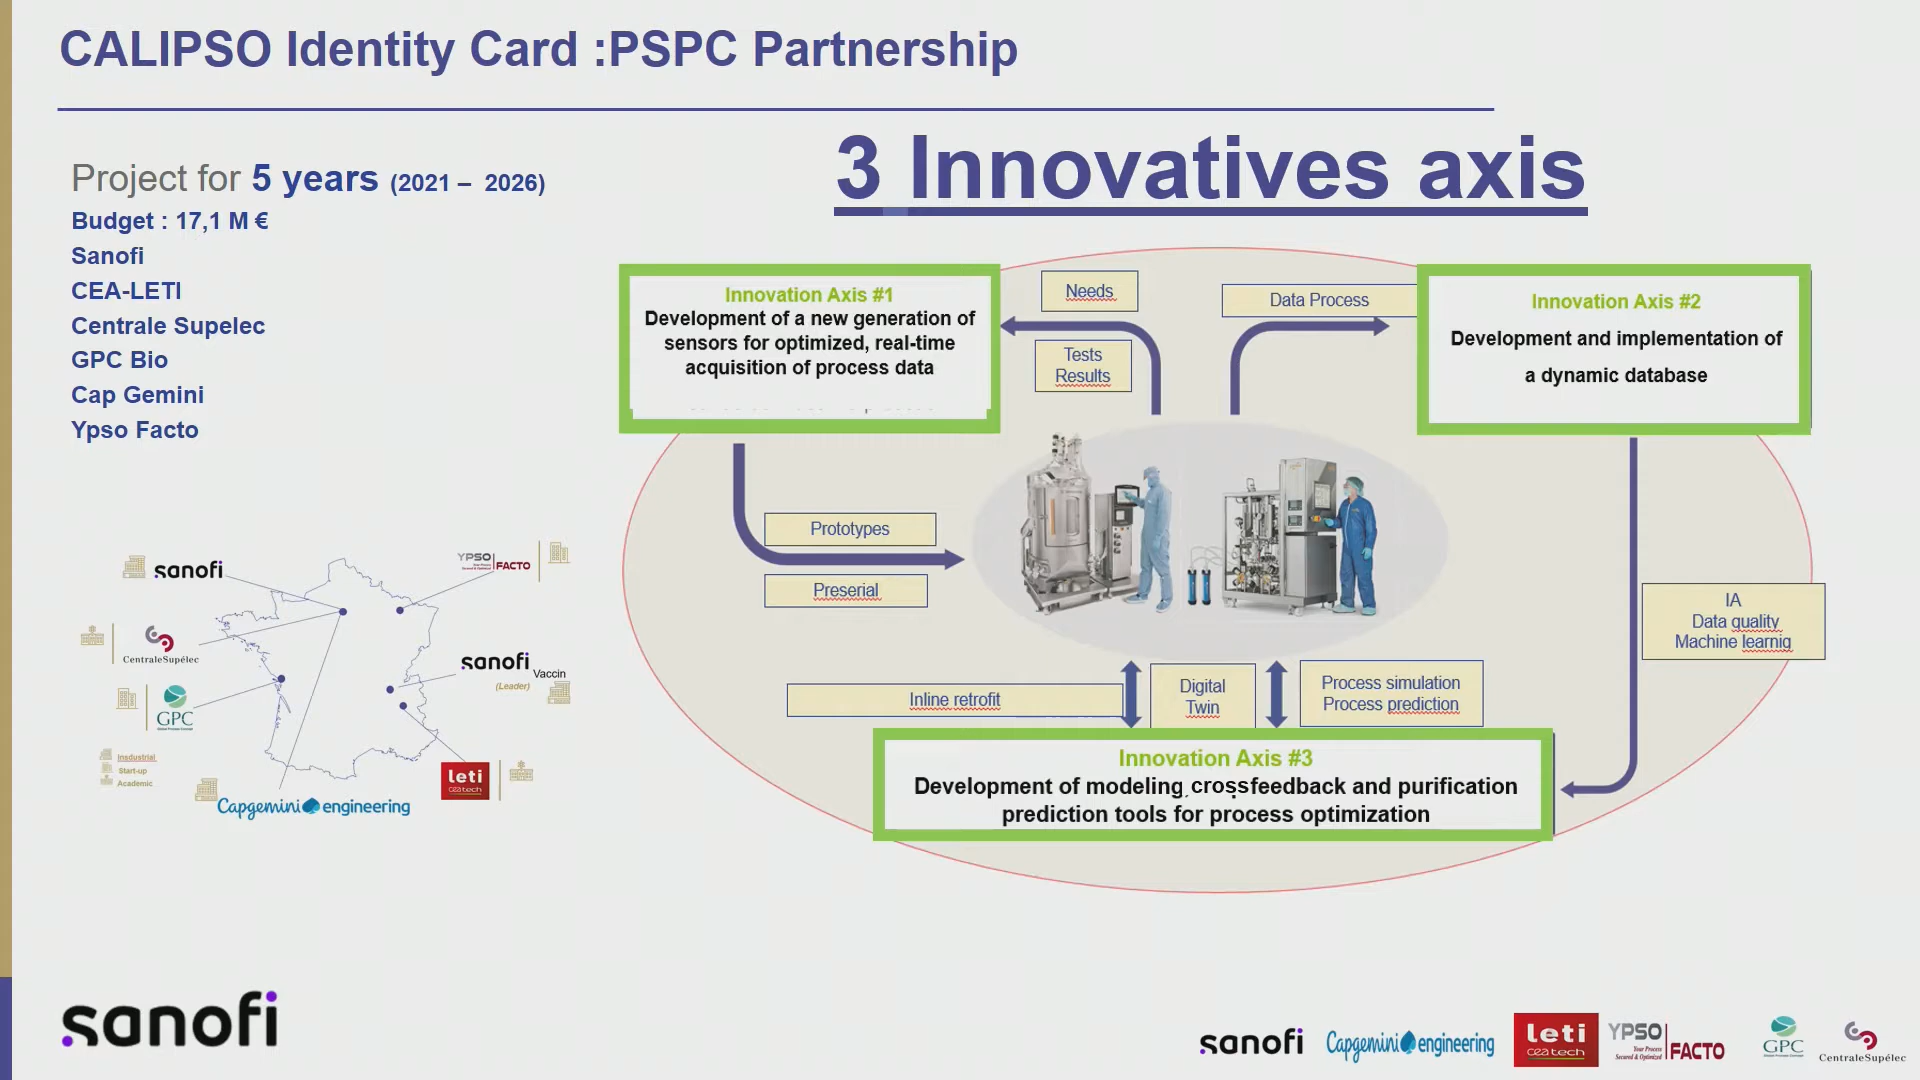 CALIPSO Identity Card :PSPC Partnership
3 Innovatives axis
Project for 5 years (2021 – 2026)
Budget : 17,1 M €
Sanofi
CEA-LETI
Centrale Supelec
GPC Bio
Cap Gemini
Ypso Facto
Innovation Axis #1
Development of a new generation of
sensors for optimized, real-time
acquisition of process data
Needs
Tests
Results
Data Process
Innovation Axis #2
Development and implementation of
a dynamic database
Prototypes
Preserial
IA
Data quality
Machine learnig
Inline retrofit
Digital
Twin
Process simulation
Process prediction
Innovation Axis #3
Development of modeling, crossfeedback and purification
prediction tools for process optimization
sanofi
YPSO FACTO
CentraleSupélec
sanofi Vaccin
(Leader)
GPC
Insdustrial
Start-up
Academic
leti
cea tech
Capgemini engineering
sanofi
sanofi
Capgemini engineering
leti
cea tech
YPSO FACTO
Your Process
Secured & Optimized
GPC
CentraleSupélec